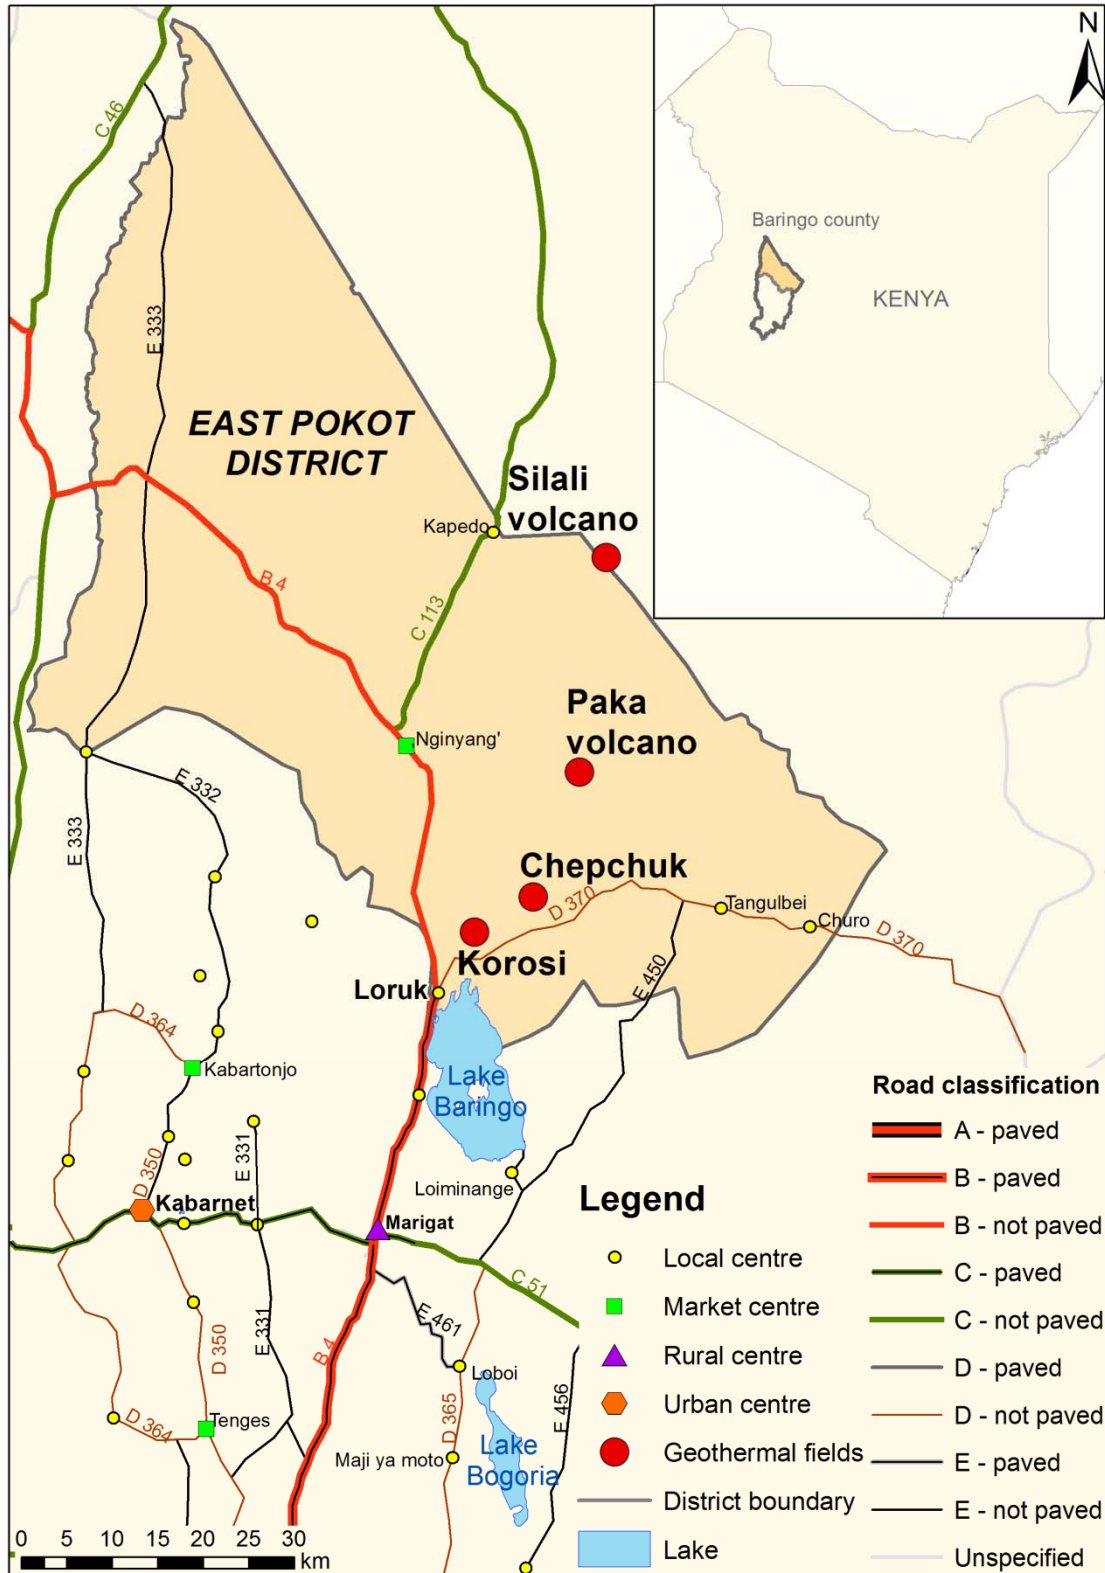 N
Baringo county
KENYA
C 46
E 333
EAST POKOT
DISTRICT
Silali
volcano
Kapedo
B 4
C 113
Paka
volcano
Nginyang'
E 332
E 333
Chepchuk
D 370
Tangulbei
Churo
D 370
Korosi
E 450
Loruk
D 364
Kabartonjo
Lake
Baringo
E 331
D 350
Loiminange
Kabarnet
Marigat
C 51
E 331
D 350
B 4
E 461
Loboi
E 456
D 364
Tenges
D 365
Maji ya moto
Lake
Bogoria
Legend
Local centre
Market centre
Rural centre
Urban centre
Geothermal fields
District boundary
Lake
Road classification
A - paved
B - paved
B - not paved
C - paved
C - not paved
D - paved
D - not paved
E - paved
E - not paved
Unspecified
0 5 10 15 20 30
km